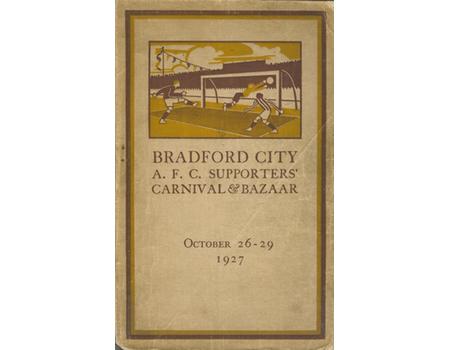 BRADFORD CITY
A. F. C. SUPPORTERS'
CARNIVAL & BAZAAR
OCTOBER 26-29
1927